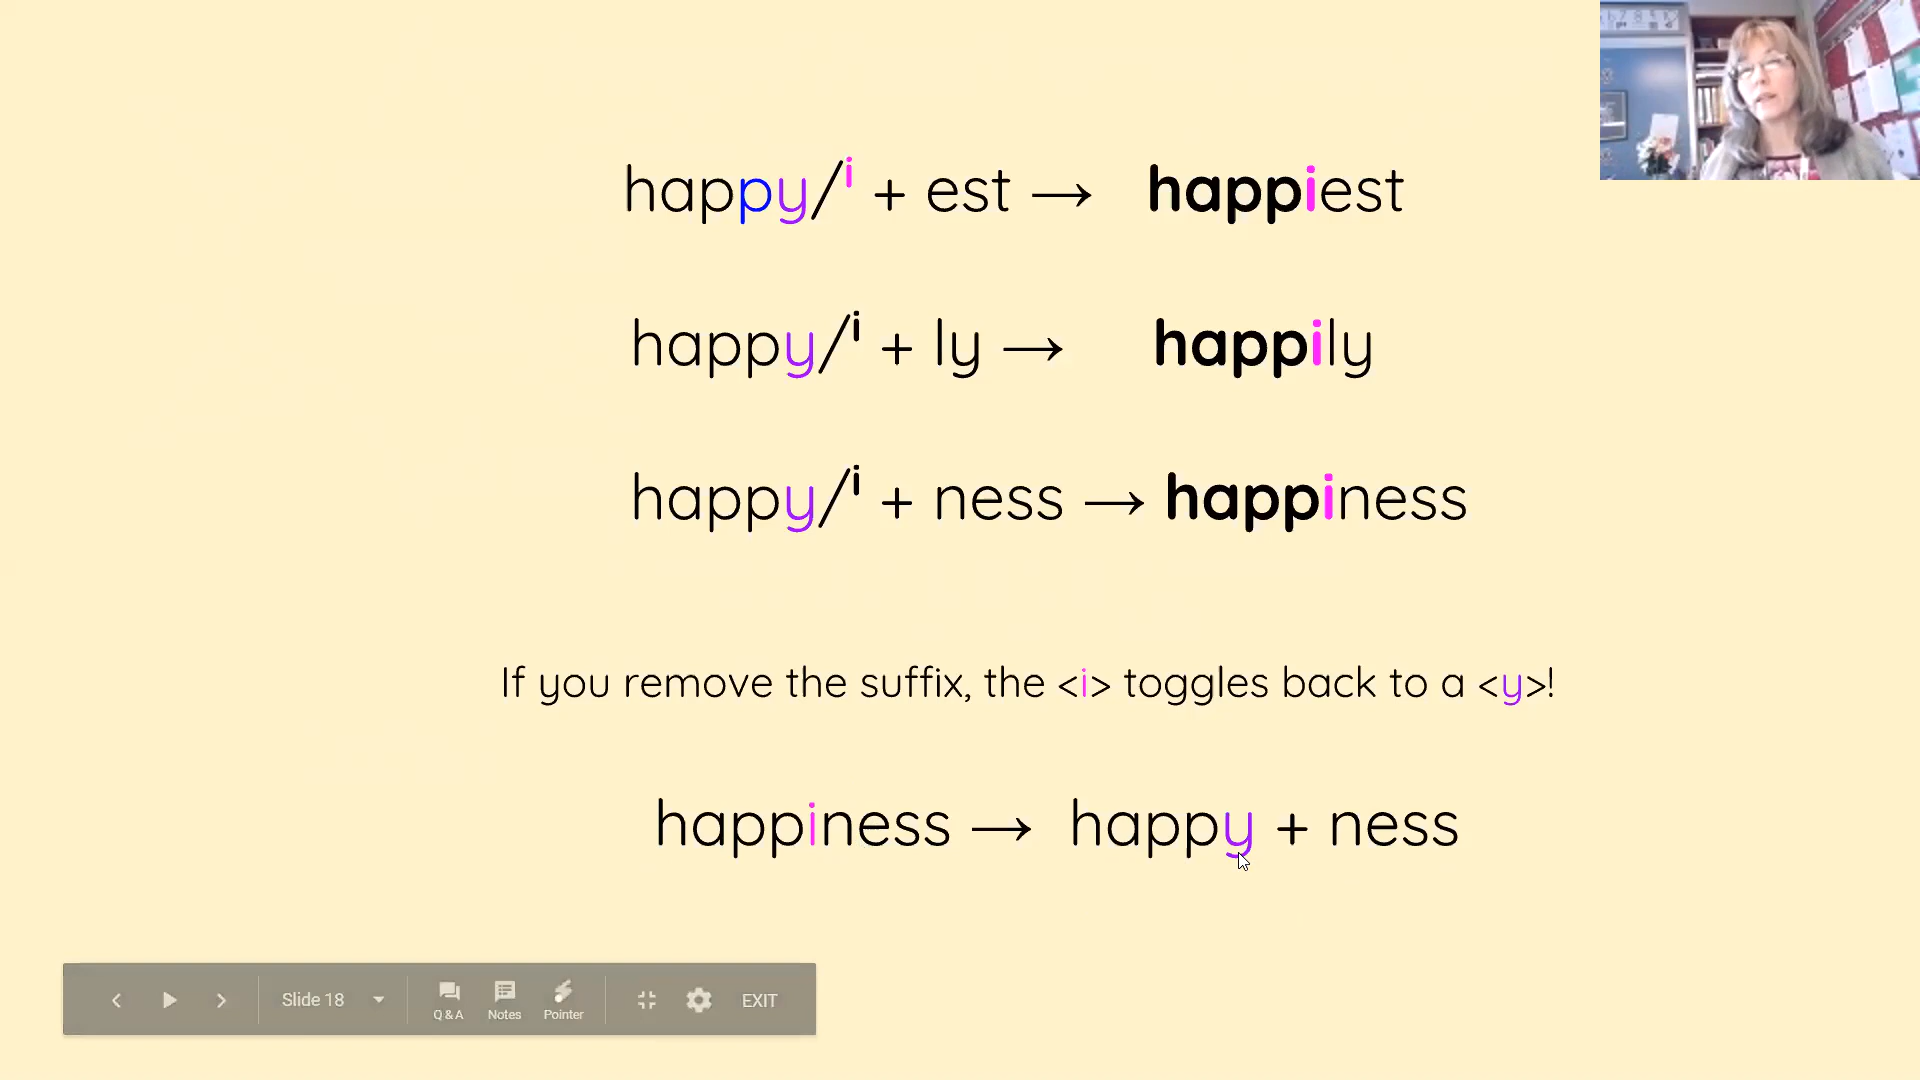 happy/i + est → happiest
happy/i + ly → happily
happy/i + ness → happiness
If you remove the suffix, the <i> toggles back to a <y>!
happiness → happy + ness
Slide 18
Q & A
Notes
Pointer
EXIT